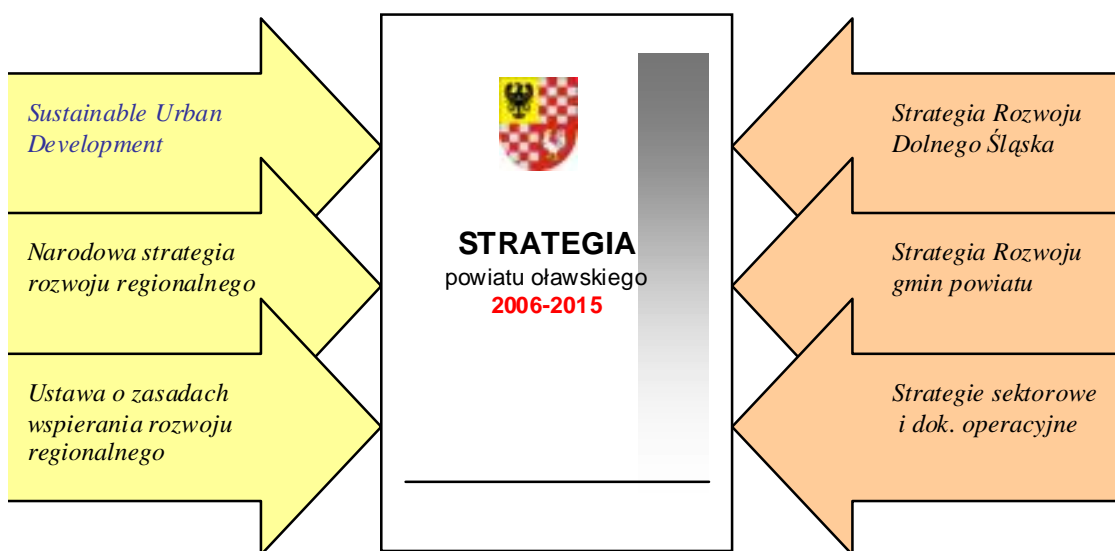 Sustainable Urban
Development
Narodowa strategia
rozwoju regionalnego
Ustawa o zasadach
wspierania rozwoju
regionalnego
STRATEGIA
powiatu oławskiego
2006-2015
Strategia Rozwoju
Dolnego Śląska
Strategia Rozwoju
gmin powiatu
Strategie sektorowe
i dok. operacyjne